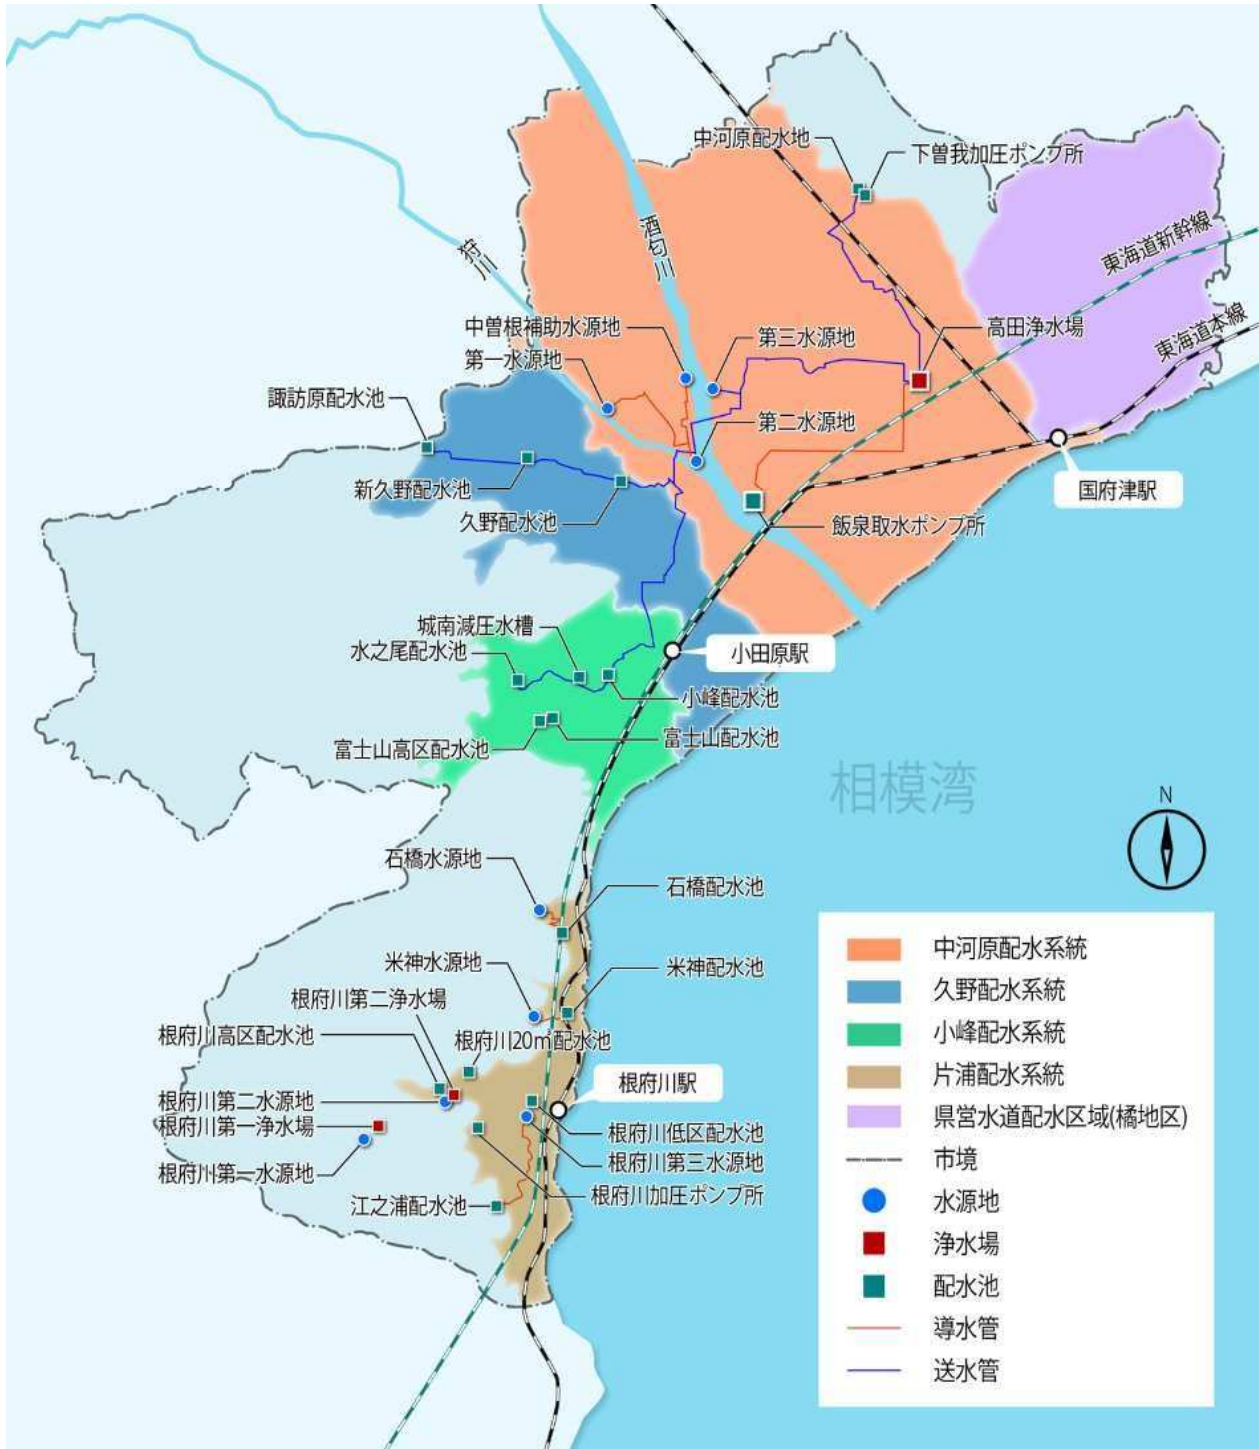 中河原配水地
下曽我加圧ポンプ所
酒匂川
狩川
東海道新幹線
東海道本線
中曽根補助水源地
第三水源地
高田浄水場
第一水源地
諏訪原配水池
第二水源地
新久野配水池
国府津駅
久野配水池
飯泉取水ポンプ所
城南減圧水槽
水之尾配水池
小田原駅
小峰配水池
富士山高区配水池
富士山配水池
相模湾
N
石橋水源地
石橋配水池
米神水源地
米神配水池
根府川第二浄水場
根府川高区配水池
根府川20㎥配水池
根府川駅
根府川第二水源地
根府川第一浄水場
根府川低区配水池
根府川第三水源地
根府川第一水源地
根府川加圧ポンプ所
江之浦配水池
中河原配水系統
久野配水系統
小峰配水系統
片浦配水系統
県営水道配水区域(橘地区)
市境
水源地
浄水場
配水池
導水管
送水管